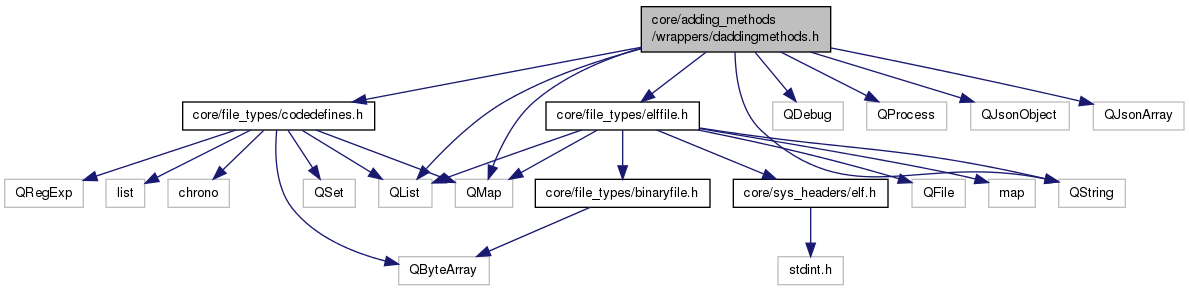 core/adding_methods
/wrappers/daddingmethods.h
core/file_types/codedefines.h
core/file_types/elffile.h
QDebug
QProcess
QJsonObject
QJsonArray
QRegExp
list
chrono
QSet
QList
QMap
core/file_types/binaryfile.h
core/sys_headers/elf.h
QFile
map
QString
QByteArray
stdint.h